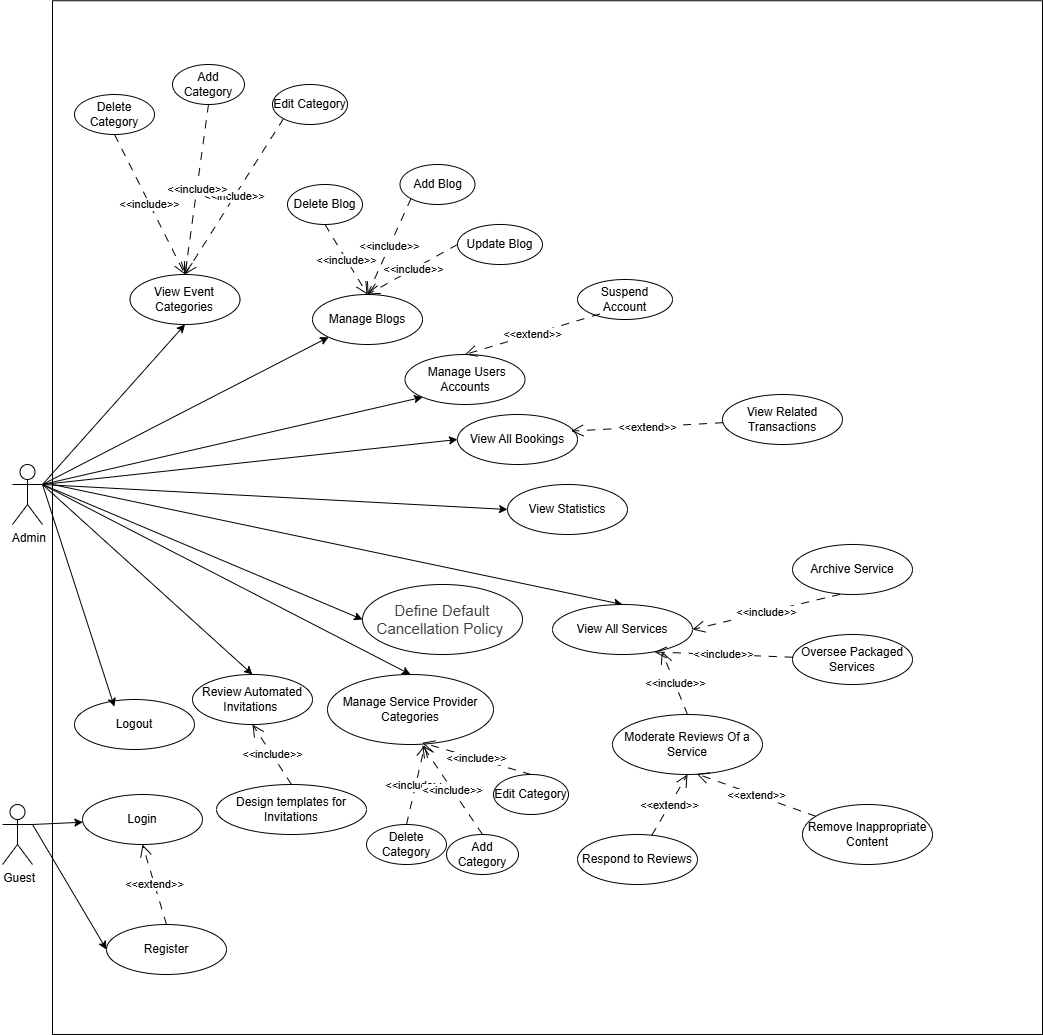 Add
Category
Delete
Category
Edit Category
<<include>>
<<include>>
<<include>>
Add Blog
Delete Blog
Update Blog
<<include>>
<<include>>
<<include>>
View Event
Categories
Manage Blogs
Suspend
Account
<<extend>>
Manage Users
Accounts
View Related
Transactions
<<extend>>
View All Bookings
View Statistics
Admin
Archive Service
Define Default
Cancellation Policy
<<include>>
View All Services
<<include>>
Oversee Packaged
Services
<<include>>
Review Automated
Invitations
Manage Service Provider
Categories
Logout
Moderate Reviews Of a
Service
<<include>>
<<include>>
<<include>>
<<include>>
Edit Category
<<extend>>
<<extend>>
Design templates for
Invitations
Login
Delete
Category
Add
Category
Remove Inappropriate
Content
Respond to Reviews
Guest
<<extend>>
Register